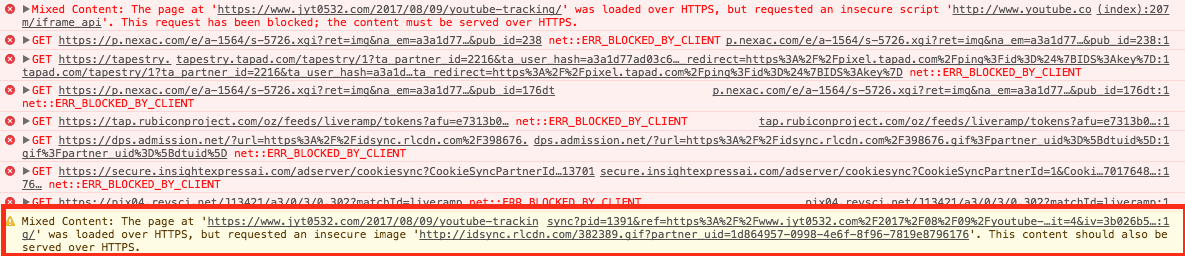 Mixed Content: The page at 'https://www.jyt0532.com/2017/08/09/youtube-tracking/' was loaded over HTTPS, but requested an insecure script 'http://www.youtube.co (index):207
m/iframe_api'. This request has been blocked; the content must be served over HTTPS.
GET https://p.nexac.com/e/a-1564/s-5726.xgi?ret=img&na_em=a3a1d77…&pub_id=238 net::ERR_BLOCKED_BY_CLIENT p.nexac.com/e/a-1564/s-5726.xgi?ret=img&na_em=a3a1d77…&pub_id=238:1
GET https://tapestry. tapestry.tapad.com/tapestry/1?ta_partner_id=2216&ta_user_hash=a3a1d77ad03c6…_redirect=https%3A%2F%2Fpixel.tapad.com%2Fping%3Fid%3D%24%7BIDS%3Akey%7D:1
tapad.com/tapestry/1?ta_partner_id=2216&ta_user_hash=a3a1d…ta_redirect=https%3A%2F%2Fpixel.tapad.com%2Fping%3Fid%3D%24%7BIDS%3Akey%7D net::ERR_BLOCKED_BY_CLIENT
GET https://p.nexac.com/e/a-1564/s-5726.xgi?ret=img&na_em=a3a1d77…&pub_id=176dt p.nexac.com/e/a-1564/s-5726.xgi?ret=img&na_em=a3a1d77…&pub_id=176dt:1
net::ERR_BLOCKED_BY_CLIENT
GET https://tap.rubiconproject.com/oz/feeds/liveramp/tokens?afu=e7313b0… net::ERR_BLOCKED_BY_CLIENT tap.rubiconproject.com/oz/feeds/liveramp/tokens?afu=e7313b0…:1
GET https://dps.admission.net/?url=https%3A%2F%2Fidsync.rlcdn.com%2F398676. dps.admission.net/?url=https%3A%2F%2Fidsync.rlcdn.com%2F398676.gif%3Fpartner_uid%3D%5Bdtuid%5D:1
gif%3Fpartner_uid%3D%5Bdtuid%5D net::ERR_BLOCKED_BY_CLIENT
GET https://secure.insightexpressai.com/adserver/cookiesync?CookieSyncPartnerId…13701 secure.insightexpressai.com/adserver/cookiesync?CookieSyncPartnerId=1&Cooki…7017648…:1
176… net::ERR_BLOCKED_BY_CLIENT
GET https://pix04.revsci.net/J13421/a3/0/3/0.302?matchId=liveramp net::ERR_BLOCKED_BY_CLIENT pix04.revsci.net/J13421/a3/0/3/0.302?matchId=liveramp:1
Mixed Content: The page at 'https://www.jyt0532.com/2017/08/09/youtube-trackin sync?pid=1391&ref=https%3A%2F%2Fwww.jyt0532.com%2F2017%2F08%2F09%2Fyoutube-…it=4&iv=3b026b5…:1
g/' was loaded over HTTPS, but requested an insecure image 'http://idsync.rlcdn.com/382389.gif?partner_uid=1d864957-0998-4e6f-8f96-7819e8796176'. This content should also be
served over HTTPS.